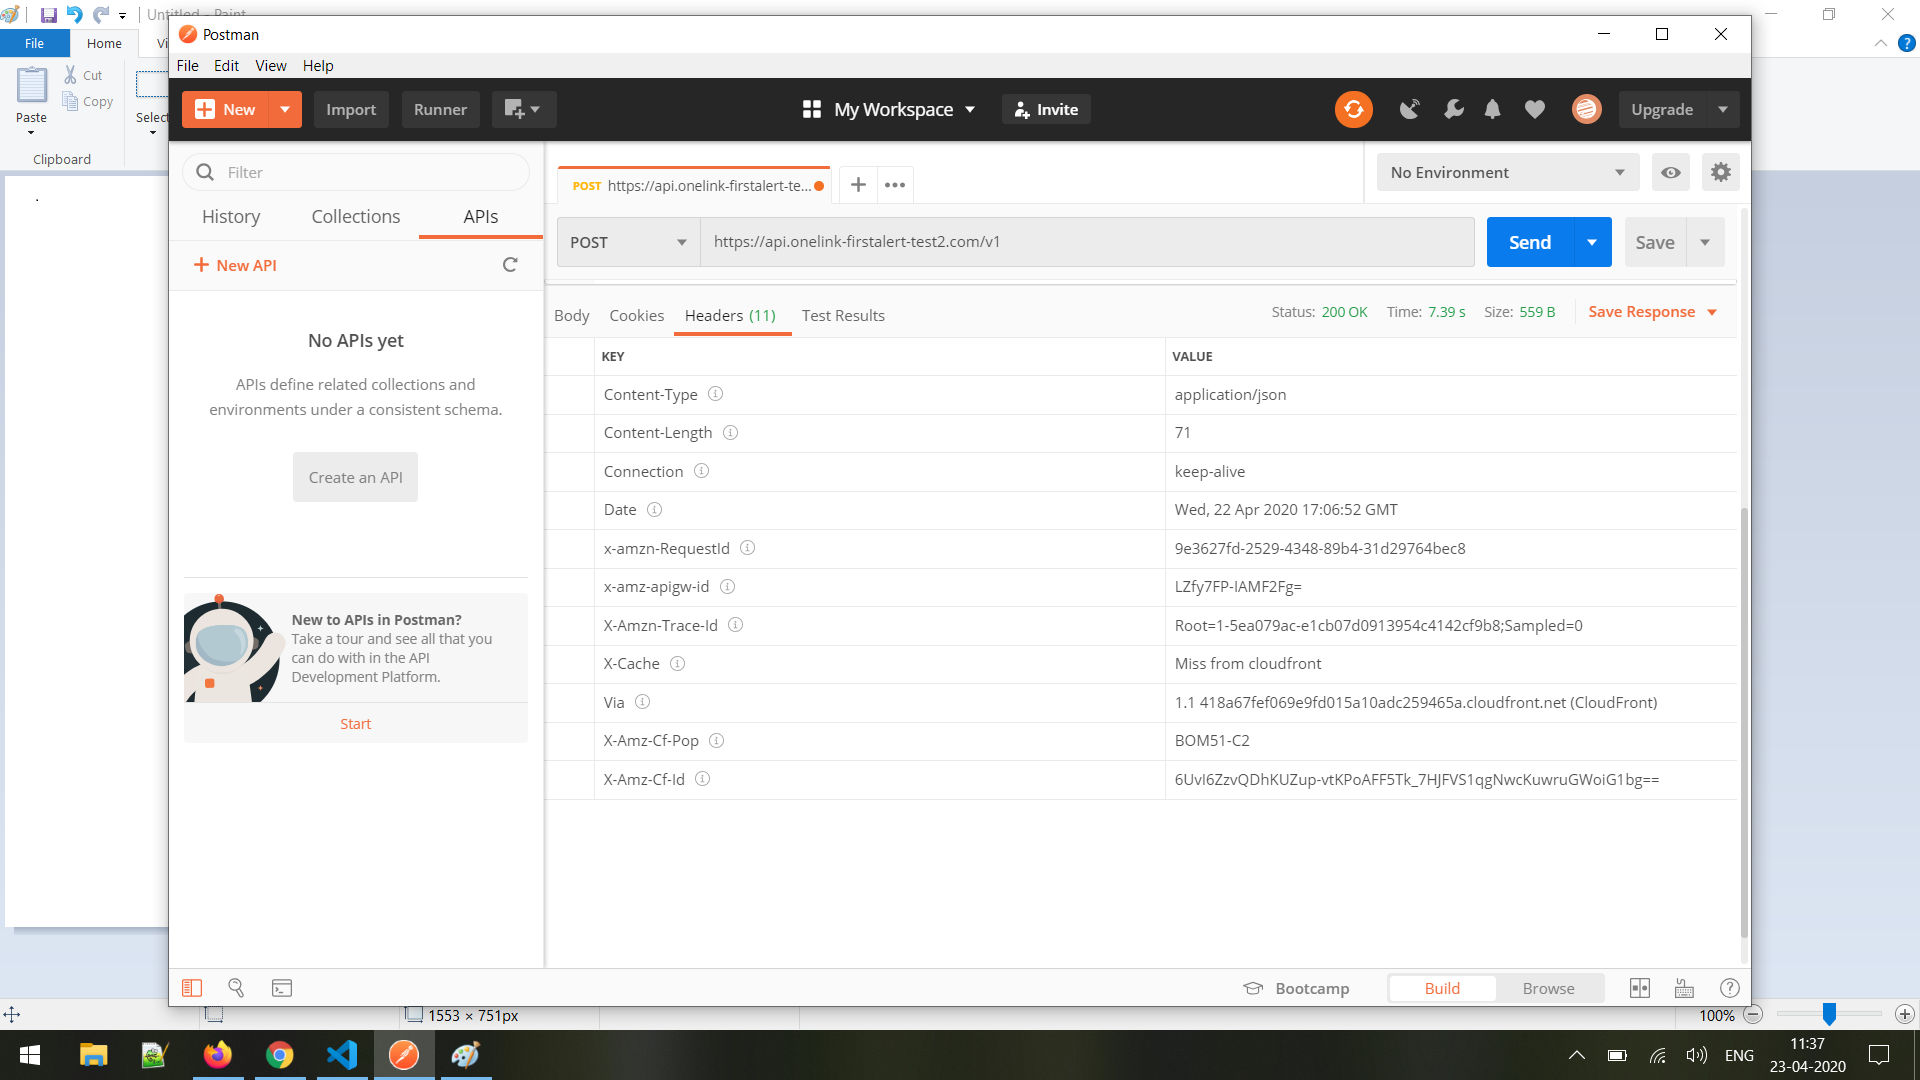 Untitled - Paint
File
Home
Vi
Paste
Cut
Copy
Select
Clipboard
Postman
File Edit View Help
New
Import
Runner
My Workspace
Invite
Upgrade
Filter
History
Collections
APIs
New API
No APIs yet
APIs define related collections and
environments under a consistent schema.
Create an API
New to APIs in Postman?
Take a tour and see all that you
can do with in the API
Development Platform.
Start
POST https://api.onelink-firstalert-te...
No Environment
POST
https://api.onelink-firstalert-test2.com/v1
Send
Save
Body
Cookies
Headers (11)
Test Results
Status: 200 OK
Time: 7.39 s
Size: 559 B
Save Response
KEY VALUE
Content-Type application/json
Content-Length 71
Connection keep-alive
Date Wed, 22 Apr 2020 17:06:52 GMT
x-amzn-RequestId 9e3627fd-2529-4348-89b4-31d29764bec8
x-amz-apigw-id LZfy7FP-IAMF2Fg=
X-Amzn-Trace-Id Root=1-5ea079ac-e1cb07d0913954c4142cf9b8;Sampled=0
X-Cache Miss from cloudfront
Via 1.1 418a67fef069e9fd015a10adc259465a.cloudfront.net (CloudFront)
X-Amz-Cf-Pop BOM51-C2
X-Amz-Cf-Id 6UvI6ZzvQDhKUZup-vtKPoAFF5Tk_7HJFVS1qgNwcKuwruGWoiG1bg==
Bootcamp
Build
Browse
1553 × 751px
100%
ENG
11:37
23-04-2020